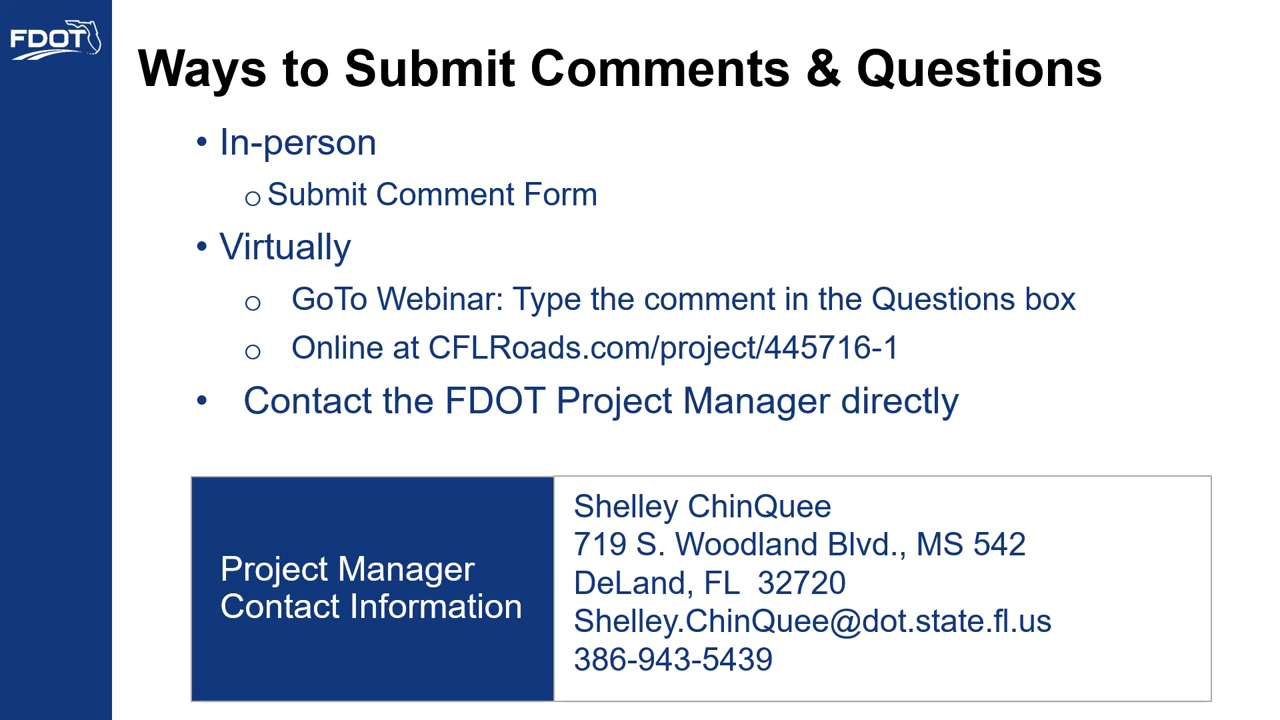 FDOT
Ways to Submit Comments & Questions
• In-person
o Submit Comment Form
• Virtually
o GoTo Webinar: Type the comment in the Questions box
o Online at CFLRoads.com/project/445716-1
• Contact the FDOT Project Manager directly
Project Manager
Contact Information
Shelley ChinQuee
719 S. Woodland Blvd., MS 542
DeLand, FL  32720
Shelley.ChinQuee@dot.state.fl.us
386-943-5439